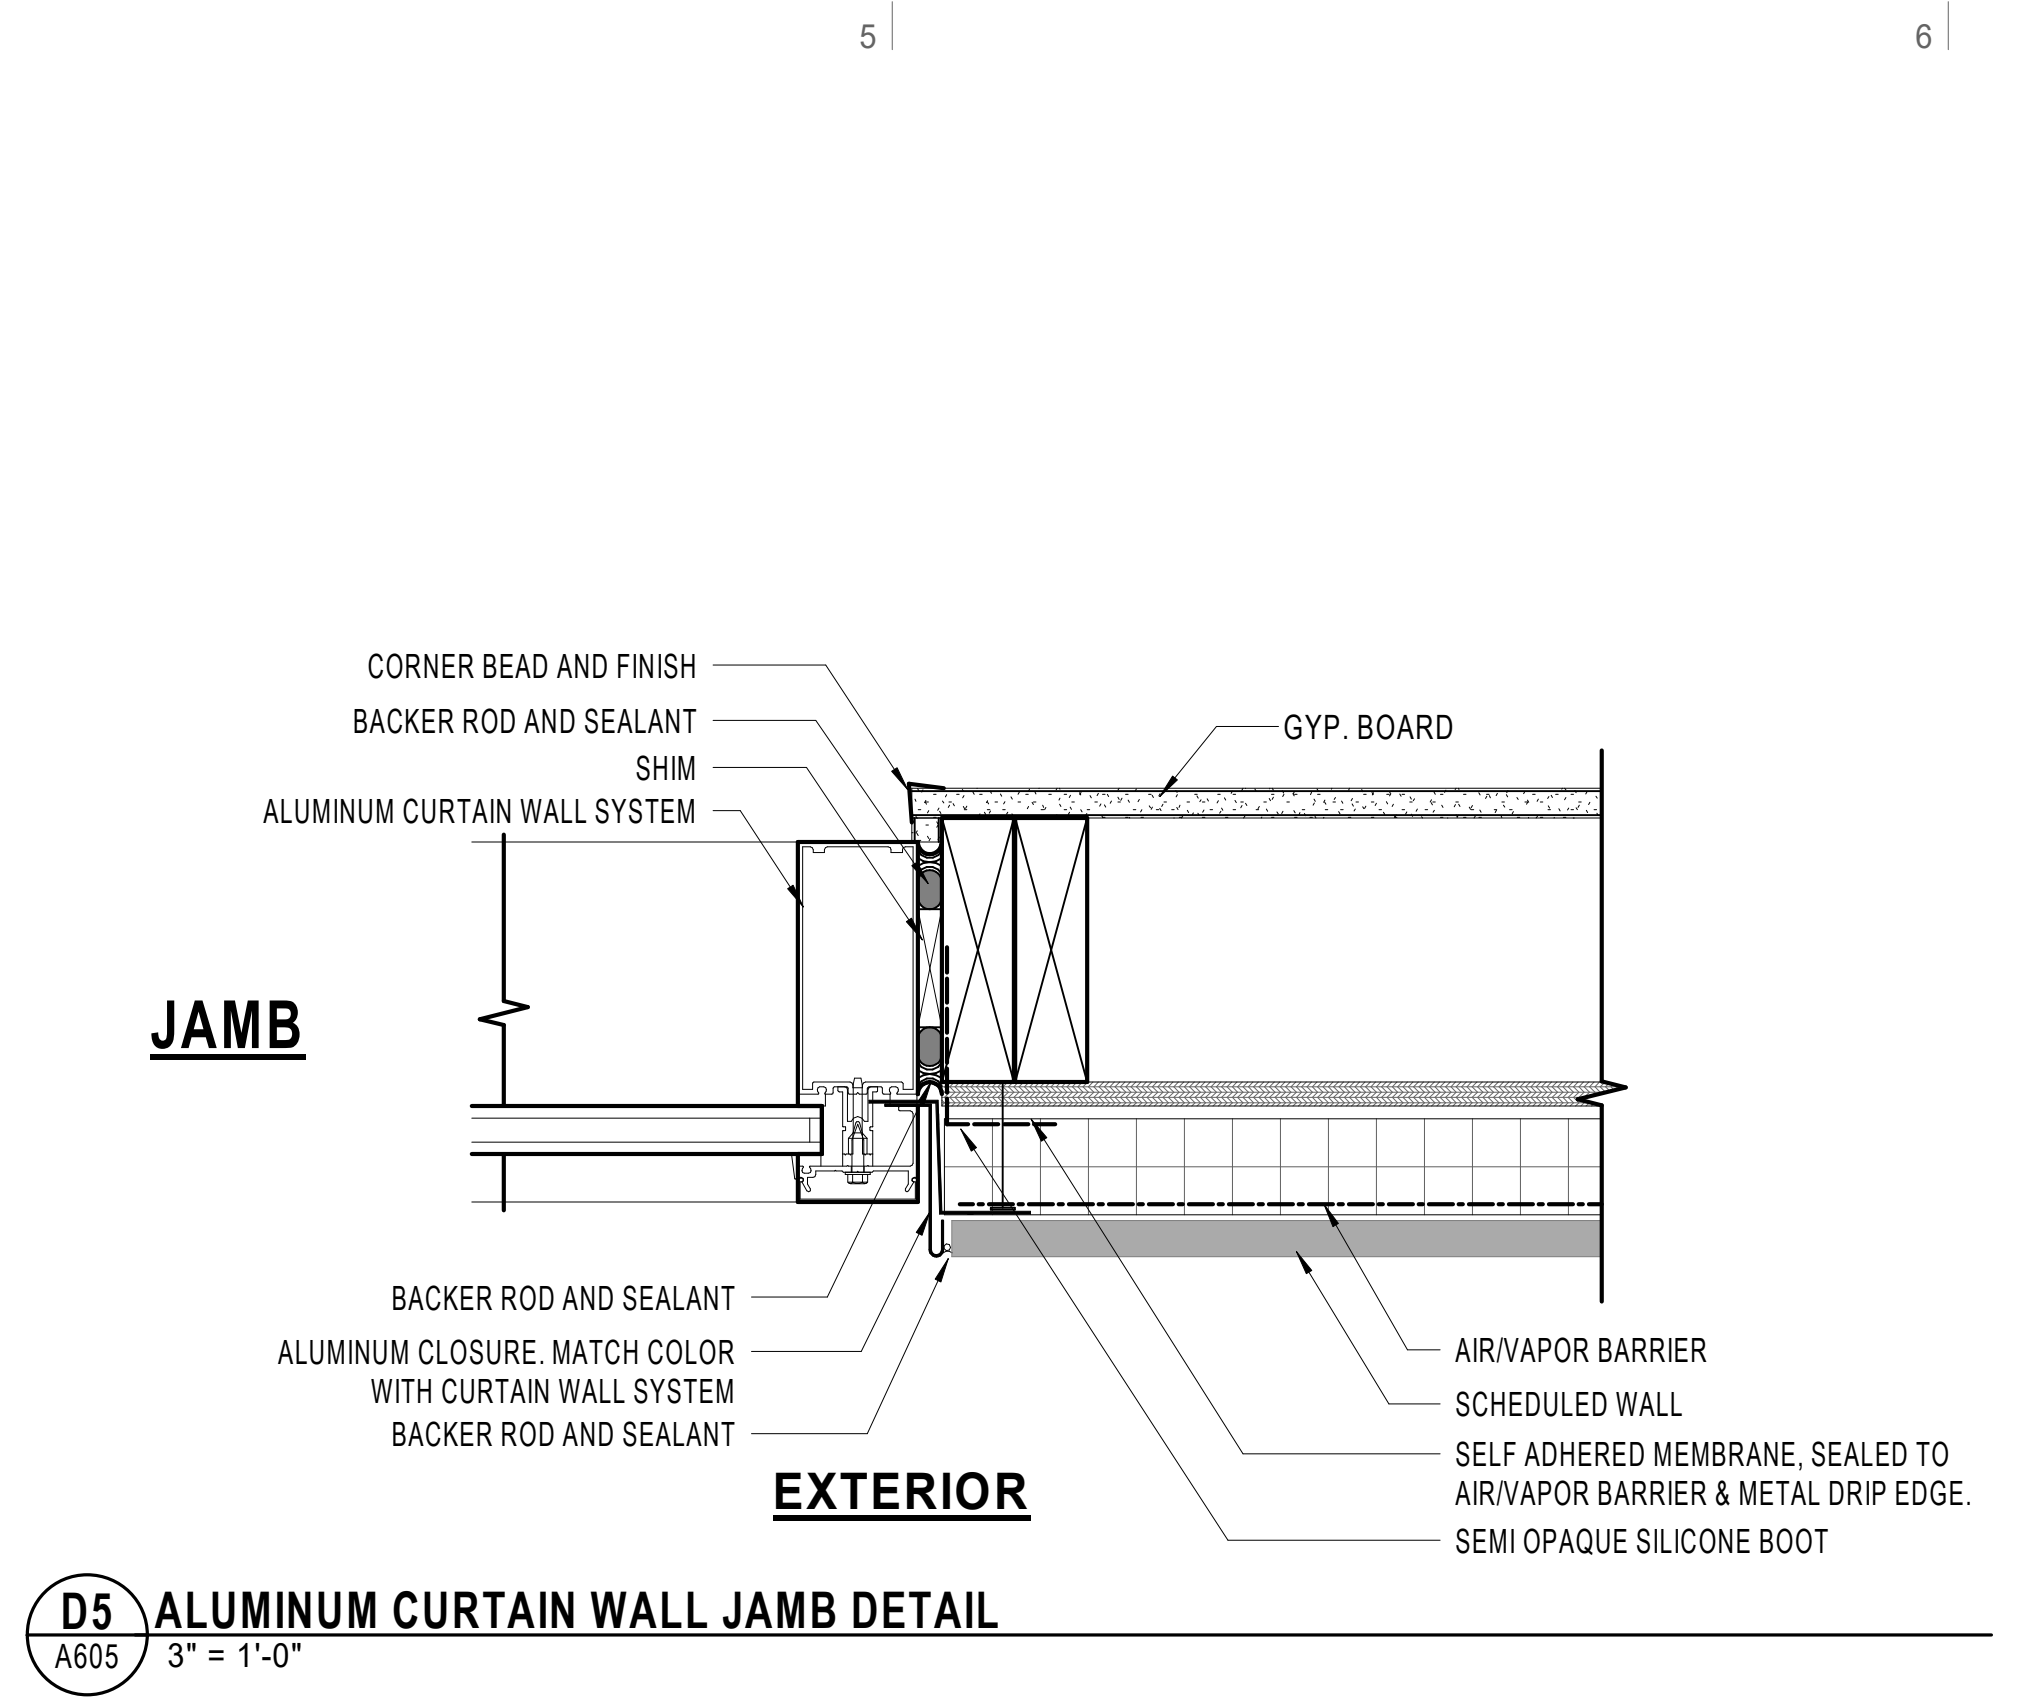 5
6
CORNER BEAD AND FINISH
BACKER ROD AND SEALANT
GYP. BOARD
SHIM
ALUMINUM CURTAIN WALL SYSTEM
JAMB
BACKER ROD AND SEALANT
ALUMINUM CLOSURE. MATCH COLOR
WITH CURTAIN WALL SYSTEM
BACKER ROD AND SEALANT
AIR/VAPOR BARRIER
SCHEDULED WALL
SELF ADHERED MEMBRANE, SEALED TO
AIR/VAPOR BARRIER & METAL DRIP EDGE.
SEMI OPAQUE SILICONE BOOT
EXTERIOR
D5
A605
ALUMINUM CURTAIN WALL JAMB DETAIL
3" = 1'-0"